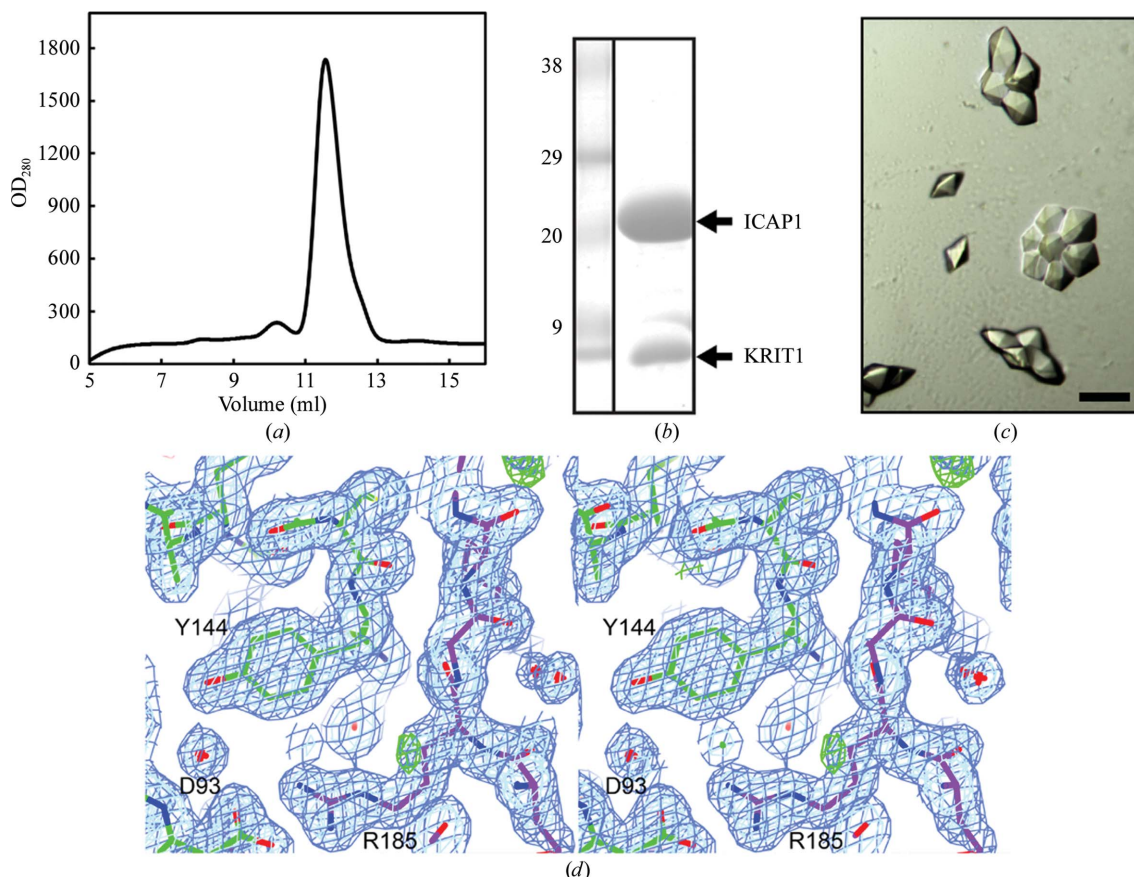 1800
1500
1200
900
600
300
0
OD280
5
7
9
11
13
15
Volume (ml)
(a)
38
29
20
9
ICAP1
KRIT1
(b)
(c)
Y144
D93
R185
Y144
D93
R185
(d)